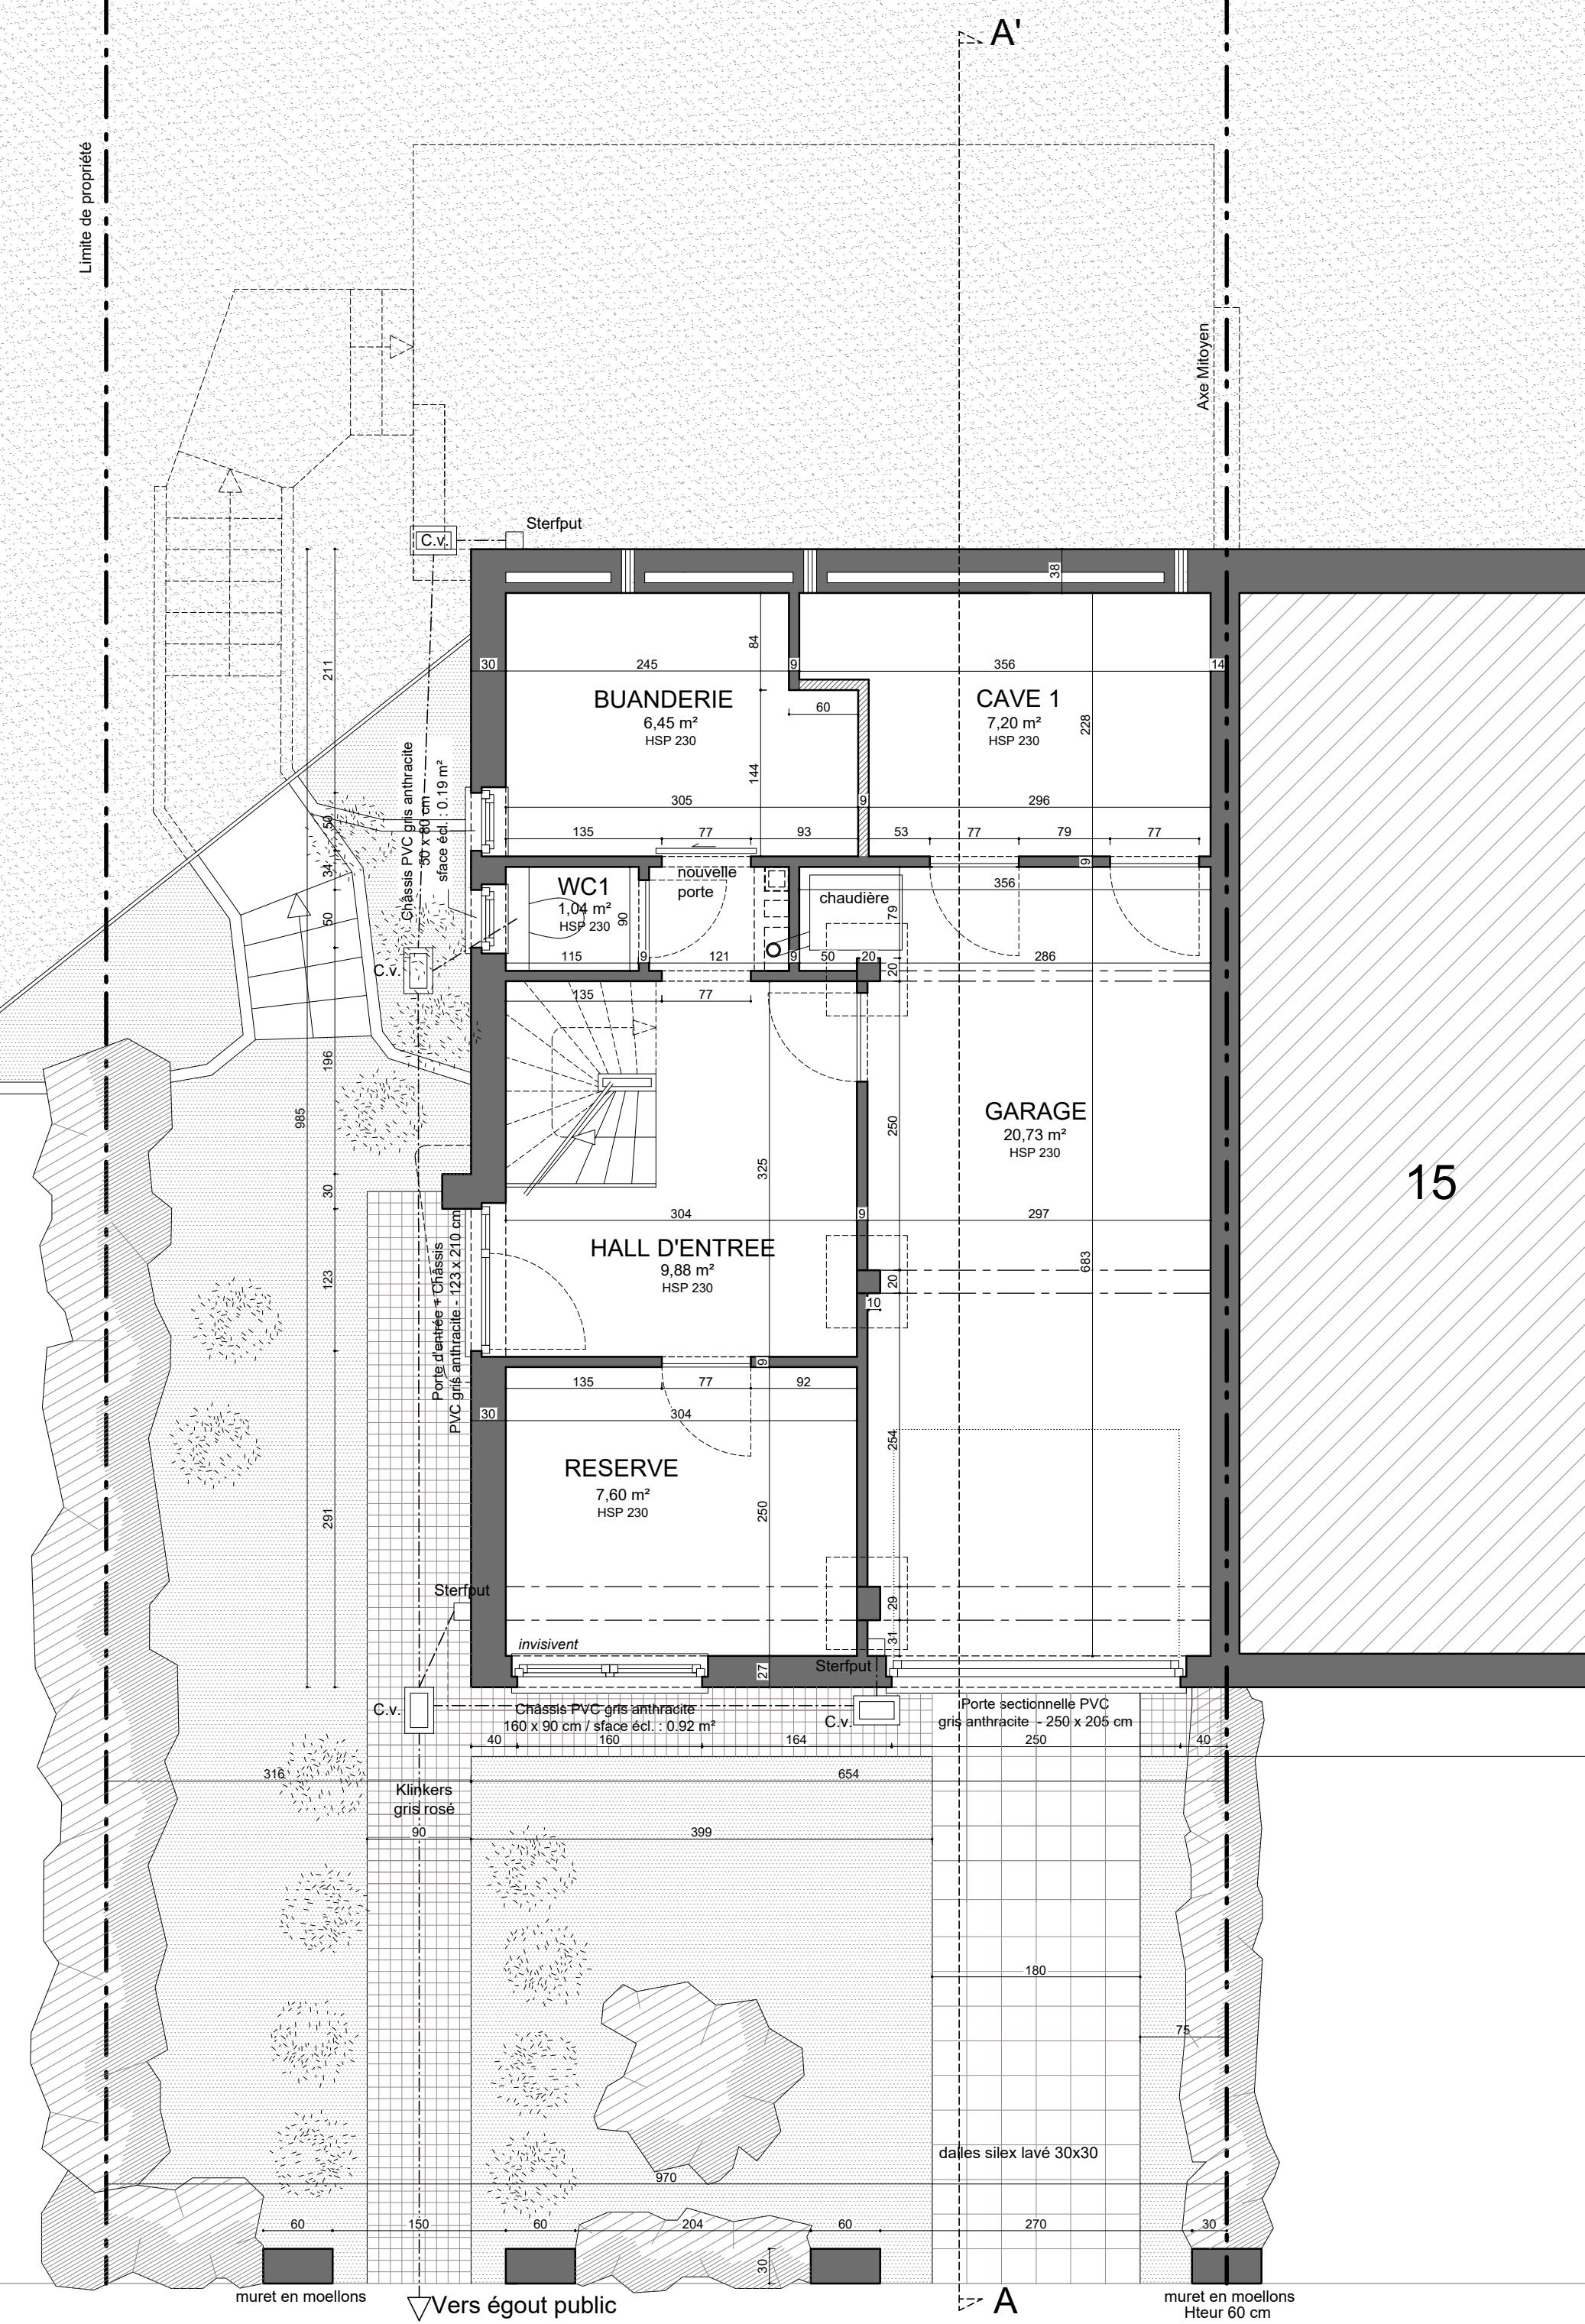 A'
Limite de propriété
Axe Mitoyen
Sterfput
C.v.
38
30
245
84
9
356
14
BUANDERIE
6,45 m²
HSP 230
CAVE 1
7,20 m²
HSP 230
60
228
211
144
Châssis PVC gris anthracite
50 x 80 cm
sface écl. : 0.19 m²
305
9
296
135
77
93
53
77
79
77
50
34
50
9
nouvelle
porte
356
WC1
1,04 m²
HSP 230
90
chaudière
79
C.v.
115
9
121
9
50
20
20
286
135
77
196
985
GARAGE
20,73 m²
HSP 230
250
325
15
30
304
9
297
HALL D'ENTREE
9,88 m²
HSP 230
683
20
10
123
Porte d'entrée + Châssis
PVC gris anthracite - 123 x 210 cm
9
135
77
92
30
304
254
RESERVE
7,60 m²
HSP 230
250
291
Sterfput
29
31
invisivent
27
Sterfput
C.v.
Châssis PVC gris anthracite
160 x 90 cm / sface écl. : 0.92 m²
C.v.
Porte sectionnelle PVC
gris anthracite - 250 x 205 cm
40
160
164
250
40
316
654
Klinkers
gris rosé
90
399
180
75
dalles silex lavé 30x30
970
60
150
60
204
60
270
30
30
muret en moellons
Vers égout public
A
muret en moellons
Hteur 60 cm